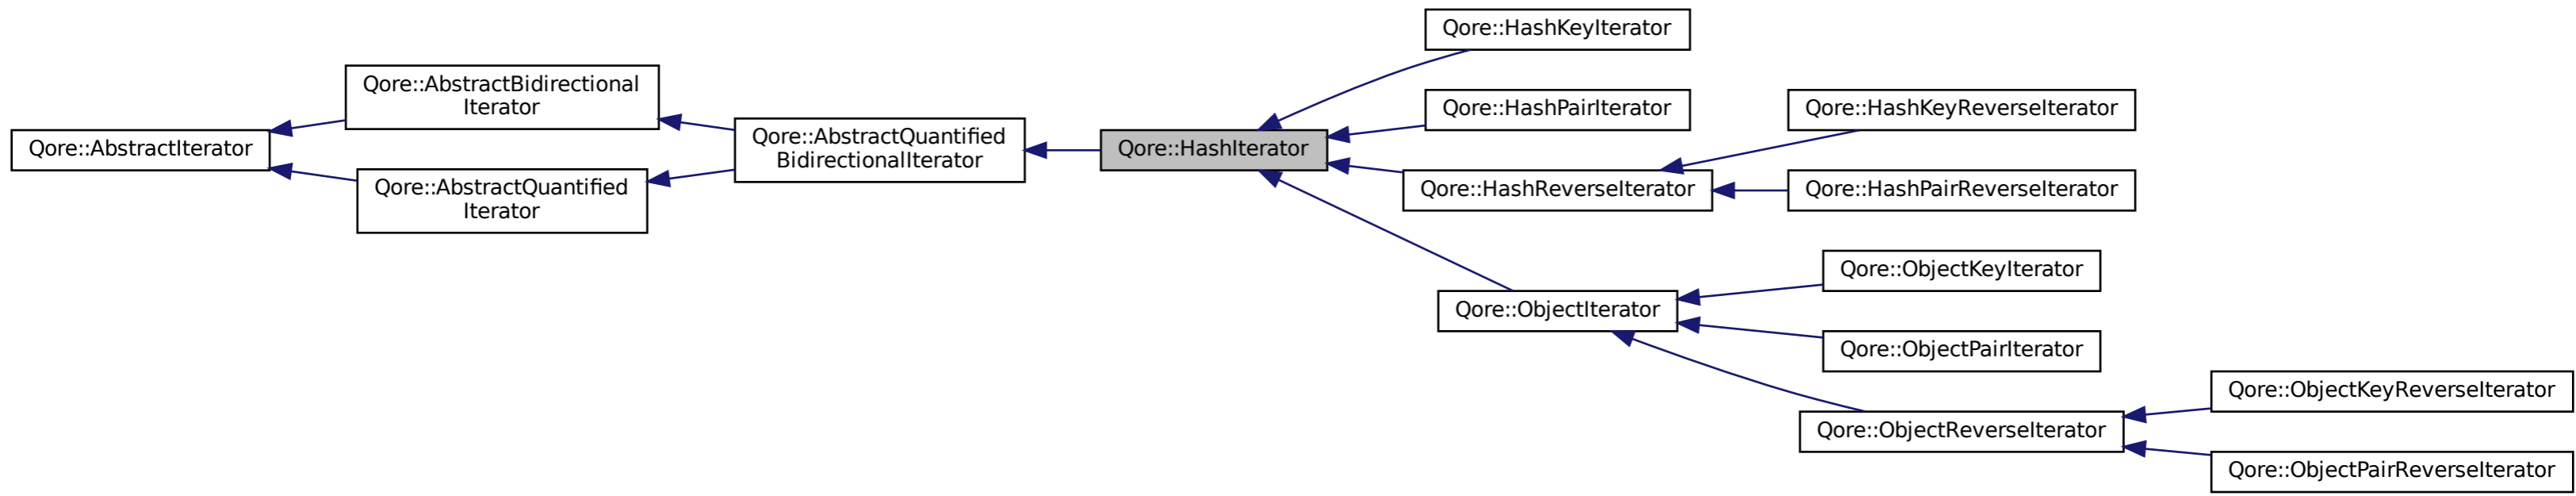 Qore::AbstractIterator
Qore::AbstractBidirectional
Iterator
Qore::AbstractQuantified
Iterator
Qore::AbstractQuantified
BidirectionalIterator
Qore::HashIterator
Qore::HashKeyIterator
Qore::HashPairIterator
Qore::HashReverseIterator
Qore::HashKeyReverseIterator
Qore::HashPairReverseIterator
Qore::ObjectIterator
Qore::ObjectKeyIterator
Qore::ObjectPairIterator
Qore::ObjectReverseIterator
Qore::ObjectKeyReverseIterator
Qore::ObjectPairReverseIterator